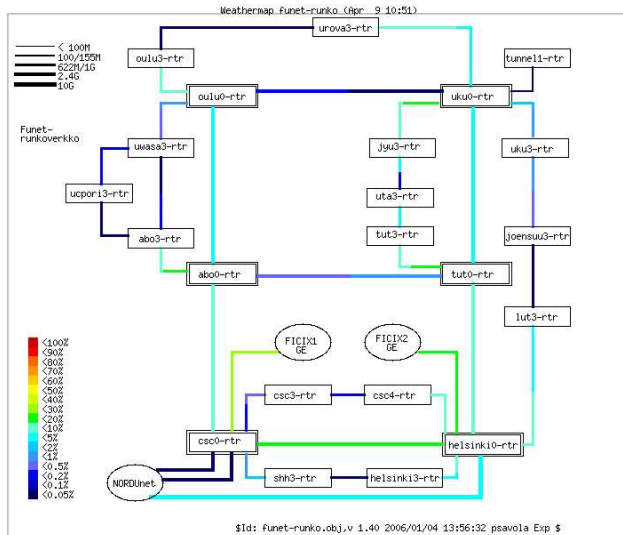 Weathermap funet-runko (Apr  9 10:51)
< 100M
100/155M
622M/1G
2.4G
10G
urova3-rtr
oulu3-rtr
tunnel1-rtr
oulu0-rtr
uku0-rtr
Funet-
runkoverkko
uwasa3-rtr
jyu3-rtr
uku3-rtr
ucpori3-rtr
uta3-rtr
abo3-rtr
tut3-rtr
joensuu3-rtr
abo0-rtr
tut0-rtr
lut3-rtr
FICIX1
GE
FICIX2
GE
<100%
<90%
<80%
<70%
<60%
<50%
<40%
<30%
<20%
<10%
<5%
<2%
<1%
<0.5%
<0.2%
<0.1%
<0.05%
csc3-rtr
csc4-rtr
csc0-rtr
helsinki0-rtr
shh3-rtr
helsinki3-rtr
NORDUnet
$Id: funet-runko.obj,v 1.40 2006/01/04 13:56:32 psavola Exp $